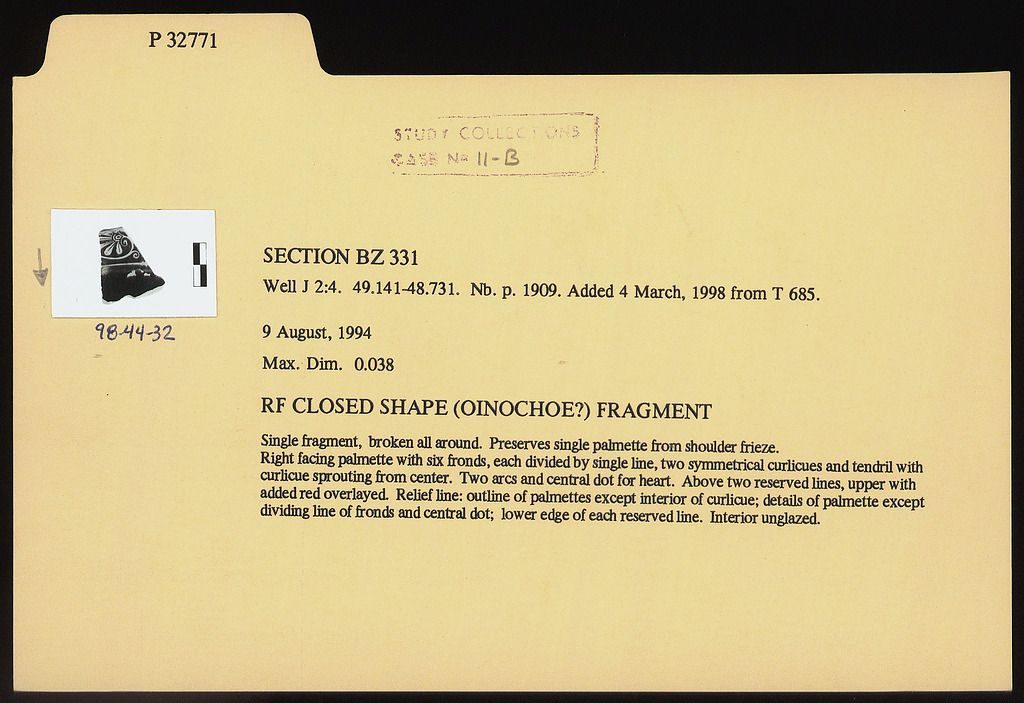 P 32771
STUDY COLLECTIONS
CASE No 11-B
SECTION BZ 331
Well J 2:4. 49.141-48.731. Nb. p. 1909. Added 4 March, 1998 from T 685.
98-44-32
9 August, 1994
Max. Dim. 0.038
RF CLOSED SHAPE (OINOCHOE?) FRAGMENT
Single fragment, broken all around. Preserves single palmette from shoulder frieze.
Right facing palmette with six fronds, each divided by single line, two symmetrical curlicues and tendril with
curlicue sprouting from center. Two arcs and central dot for heart. Above two reserved lines, upper with
added red overlayed. Relief line: outline of palmettes except interior of curlicue; details of palmette except
dividing line of fronds and central dot; lower edge of each reserved line. Interior unglazed.